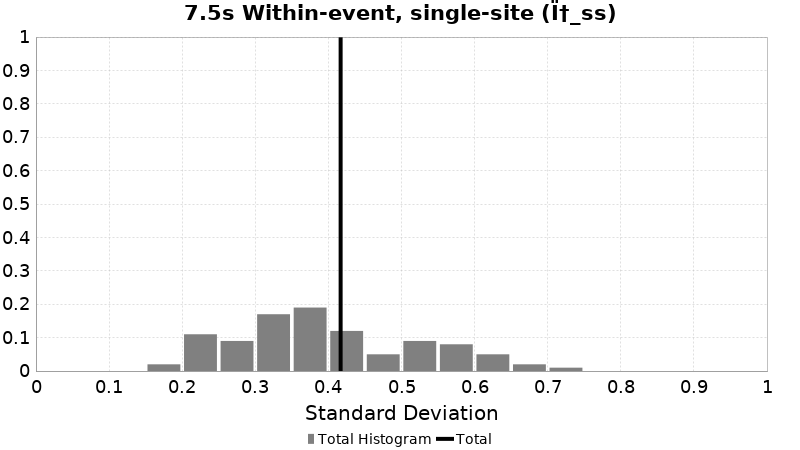 7.5s Within-event, single-site (Ï†_ss)
1
0.9
0.8
0.7
0.6
0.5
0.4
0.3
0.2
0.1
0
0 0.1 0.2 0.3 0.4 0.5 0.6 0.7 0.8 0.9 1
Standard Deviation
Total Histogram Total